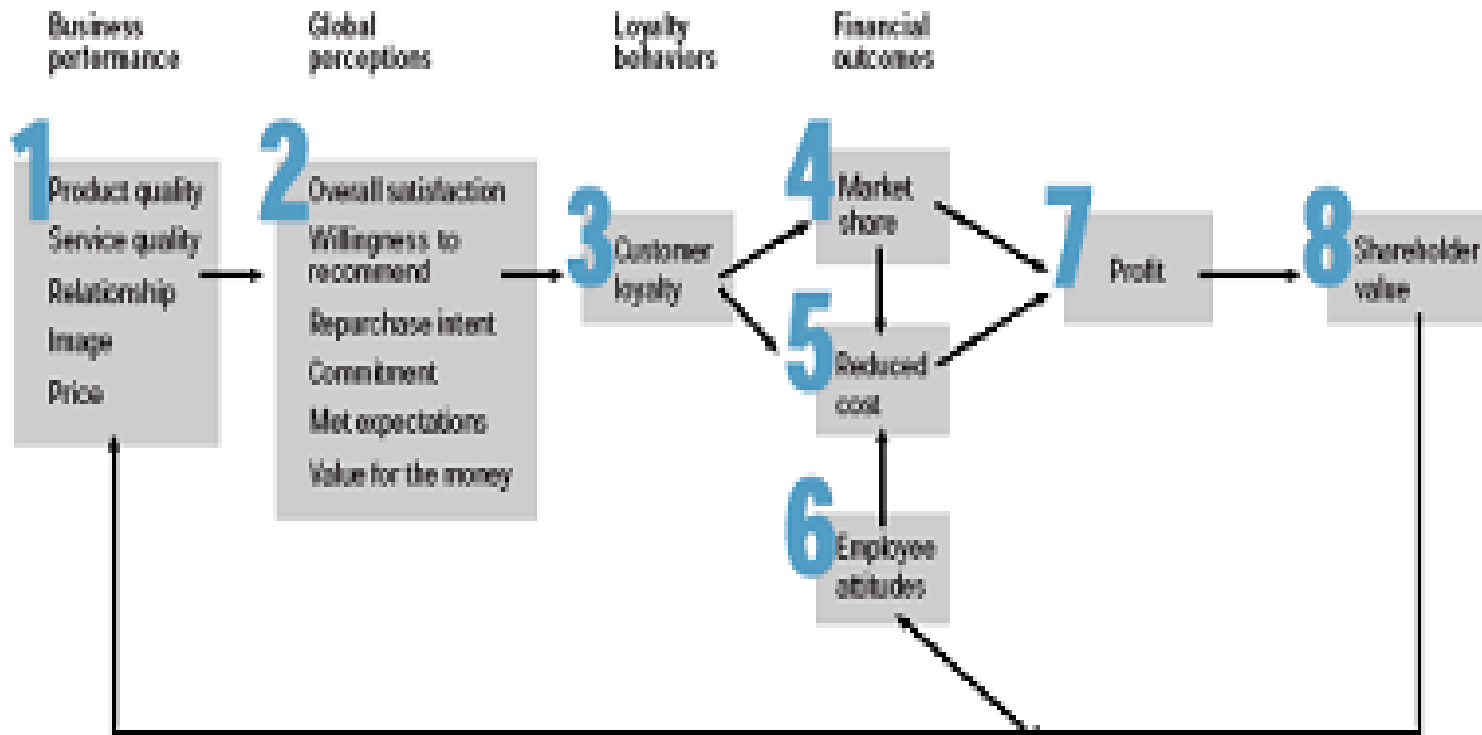 Business
performance
Global
perceptions
Loyalty
behaviors
Financial
outcomes
1
Product quality
Service quality
Relationship
Image
Price
2
Overall satisfaction
Willingness to
recommend
Repurchase intent
Commitment
Met expectations
Value for the money
3
Customer
loyalty
4
Market
share
5
Reduced
cost
6
Employee
attitudes
7
Profit
8
Shareholder
value